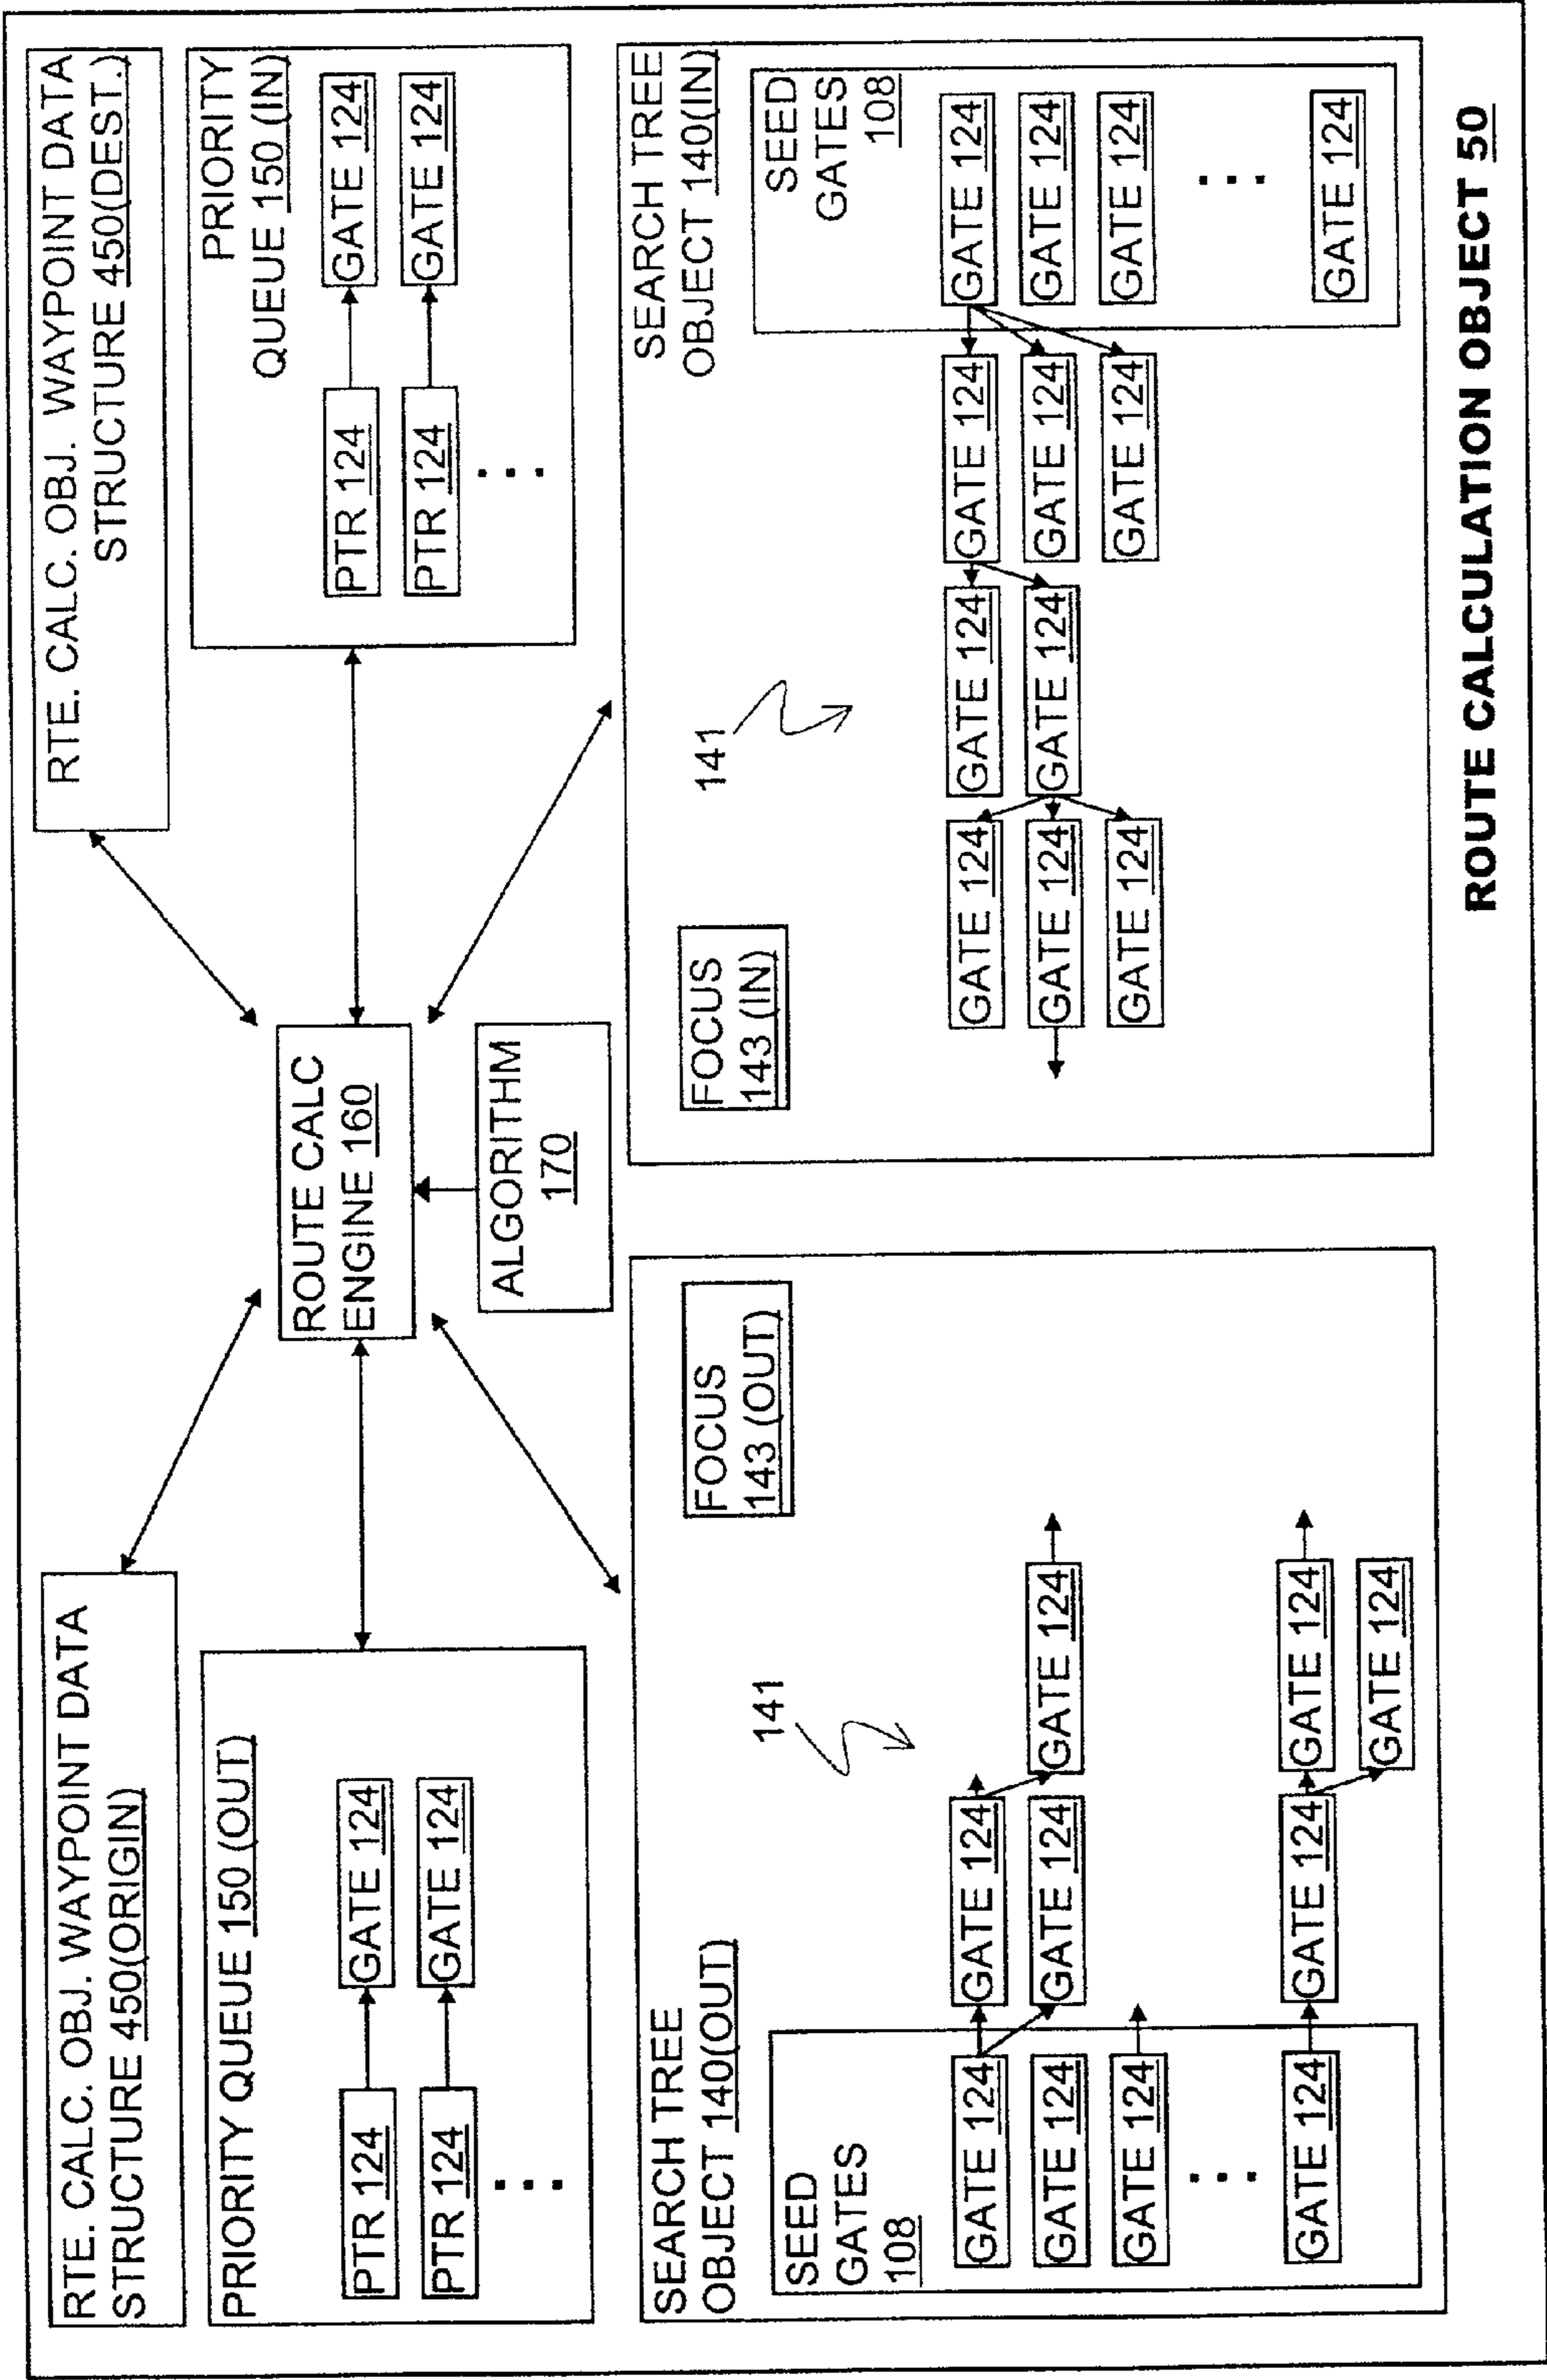 RTE. CALC. OBJ. WAYPOINT DATA
STRUCTURE 450(ORIGIN)
RTE. CALC. OBJ. WAYPOINT DATA
STRUCTURE 450(DEST.)
PRIORITY QUEUE 150 (OUT)
PTR 124
GATE 124
PTR 124
GATE 124
...
ROUTE CALC
ENGINE 160
ALGORITHM
170
PRIORITY
QUEUE 150 (IN)
PTR 124
GATE 124
PTR 124
GATE 124
...
SEARCH TREE
OBJECT 140(OUT)
FOCUS
143 (OUT)
141
SEED
GATES
108
GATE 124
GATE 124
GATE 124
GATE 124
GATE 124
GATE 124
...
GATE 124
GATE 124
GATE 124
GATE 124
SEARCH TREE
OBJECT 140(IN)
FOCUS
143 (IN)
141
SEED
GATES
108
GATE 124
GATE 124
GATE 124
GATE 124
GATE 124
GATE 124
GATE 124
GATE 124
GATE 124
GATE 124
GATE 124
...
GATE 124
ROUTE CALCULATION OBJECT 50